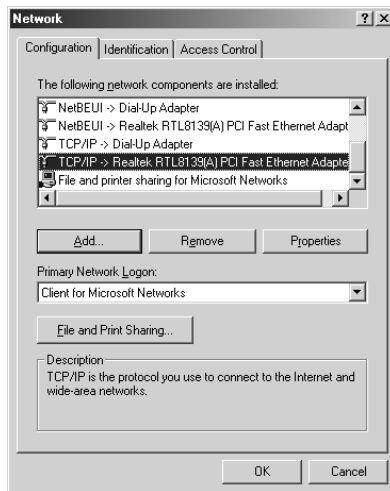 Network
? x
Configuration Identification Access Control
The following network components are installed:
NetBEUI -> Dial-Up Adapter
NetBEUI -> Realtek RTL8139(A) PCI Fast Ethernet Adapt
TCP/IP -> Dial-Up Adapter
TCP/IP -> Realtek RTL8139(A) PCI Fast Ethernet Adapte
File and printer sharing for Microsoft Networks
Add... Remove Properties
Primary Network Logon:
Client for Microsoft Networks
File and Print Sharing...
Description
TCP/IP is the protocol you use to connect to the Internet and
wide-area networks.
OK Cancel